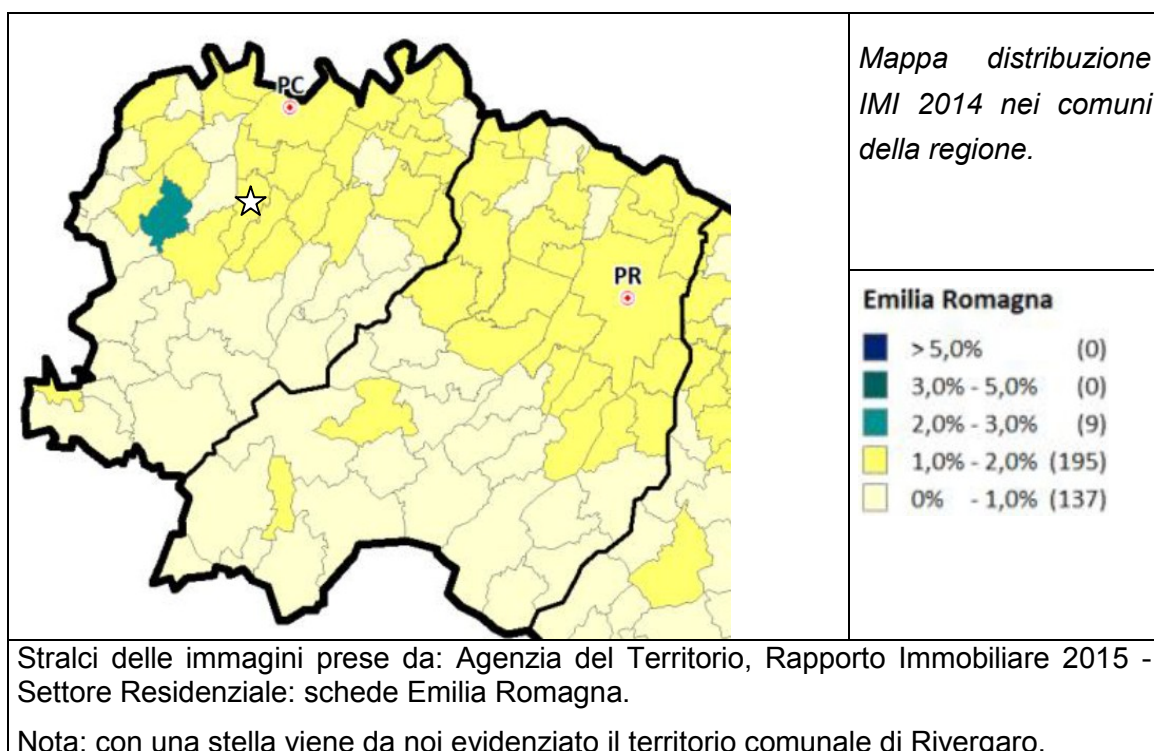 PC
PR
Mappa distribuzione
IMI 2014 nei comuni
della regione.
Emilia Romagna
> 5,0% (0)
3,0% - 5,0% (0)
2,0% - 3,0% (9)
1,0% - 2,0% (195)
0% - 1,0% (137)
Stralci delle immagini prese da: Agenzia del Territorio, Rapporto Immobiliare 2015 -
Settore Residenziale: schede Emilia Romagna.
Nota: con una stella viene da noi evidenziato il territorio comunale di Rivergaro.